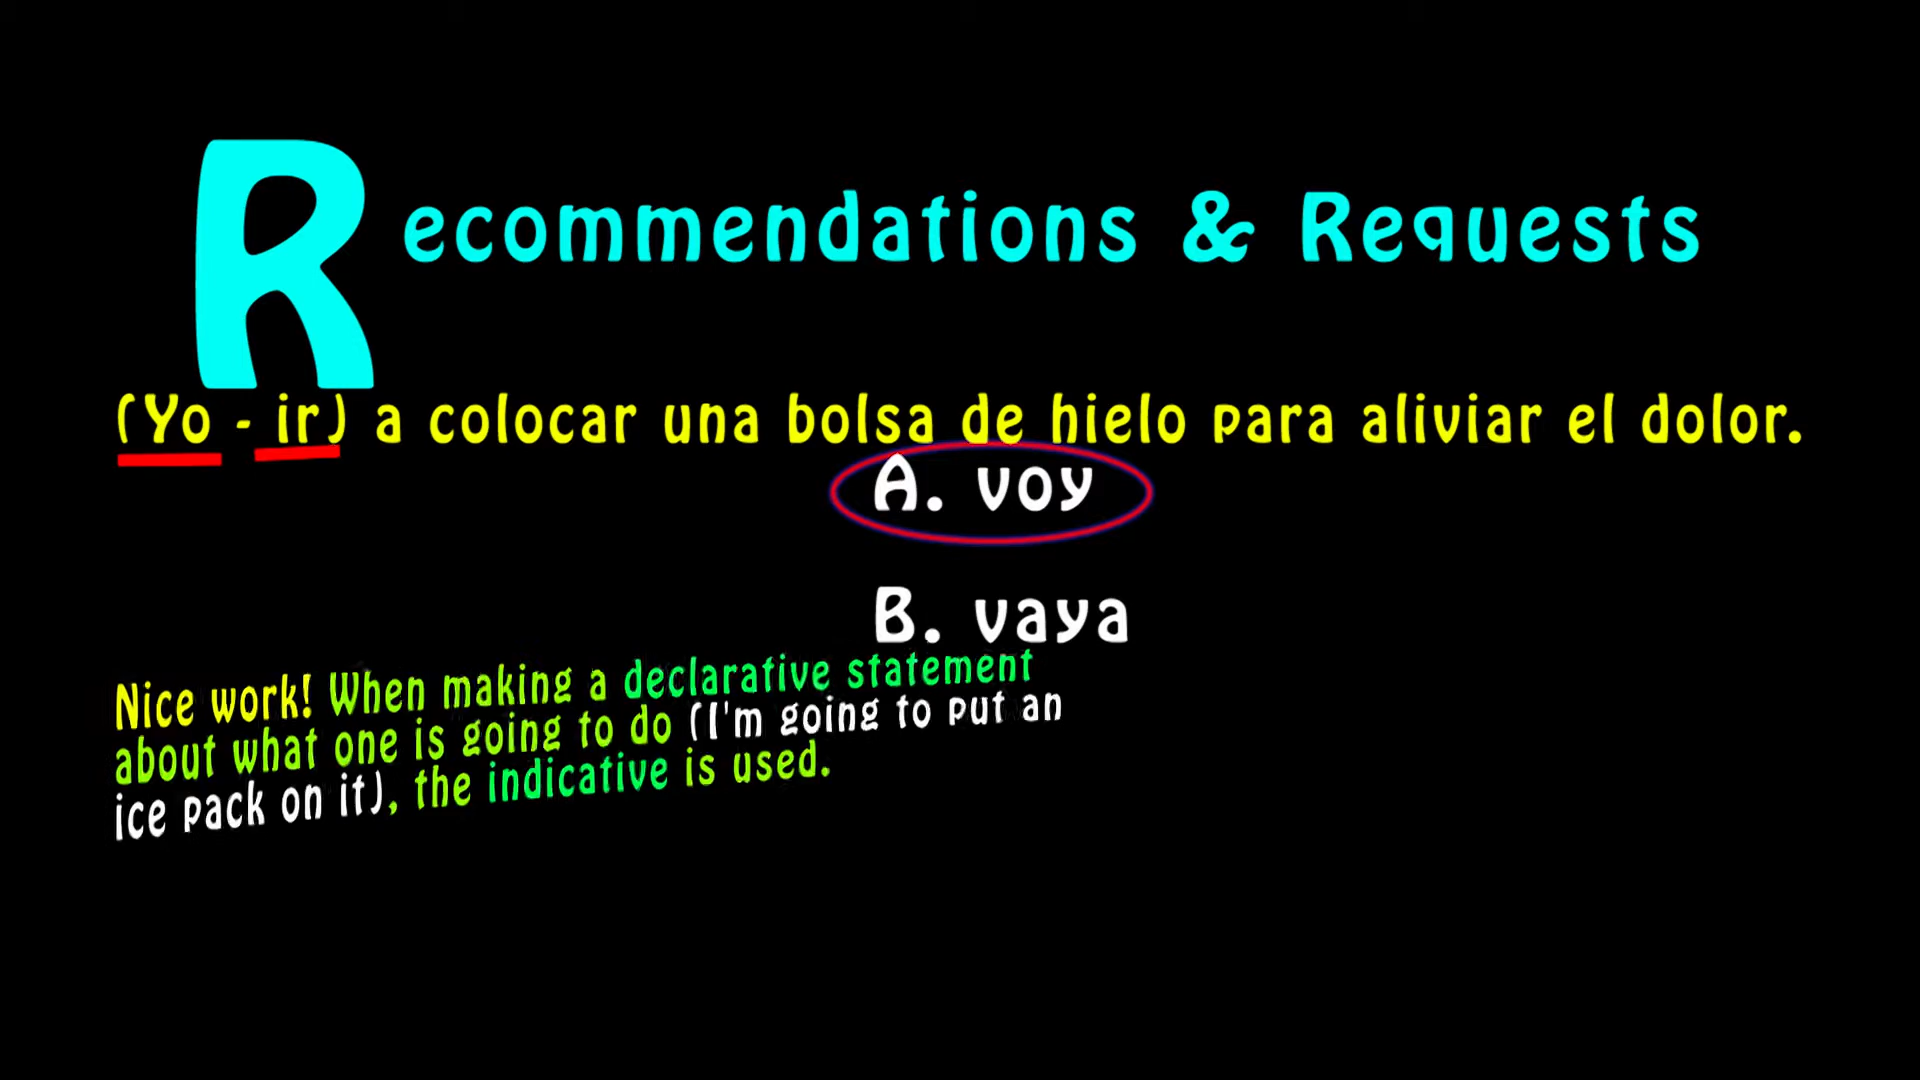 Recommendations & Requests
(Yo - ir) a colocar una bolsa de hielo para aliviar el dolor.
A. voy
B. vaya
Nice work! When making a declarative statement
about what one is going to do (I'm going to put an
ice pack on it), the indicative is used.